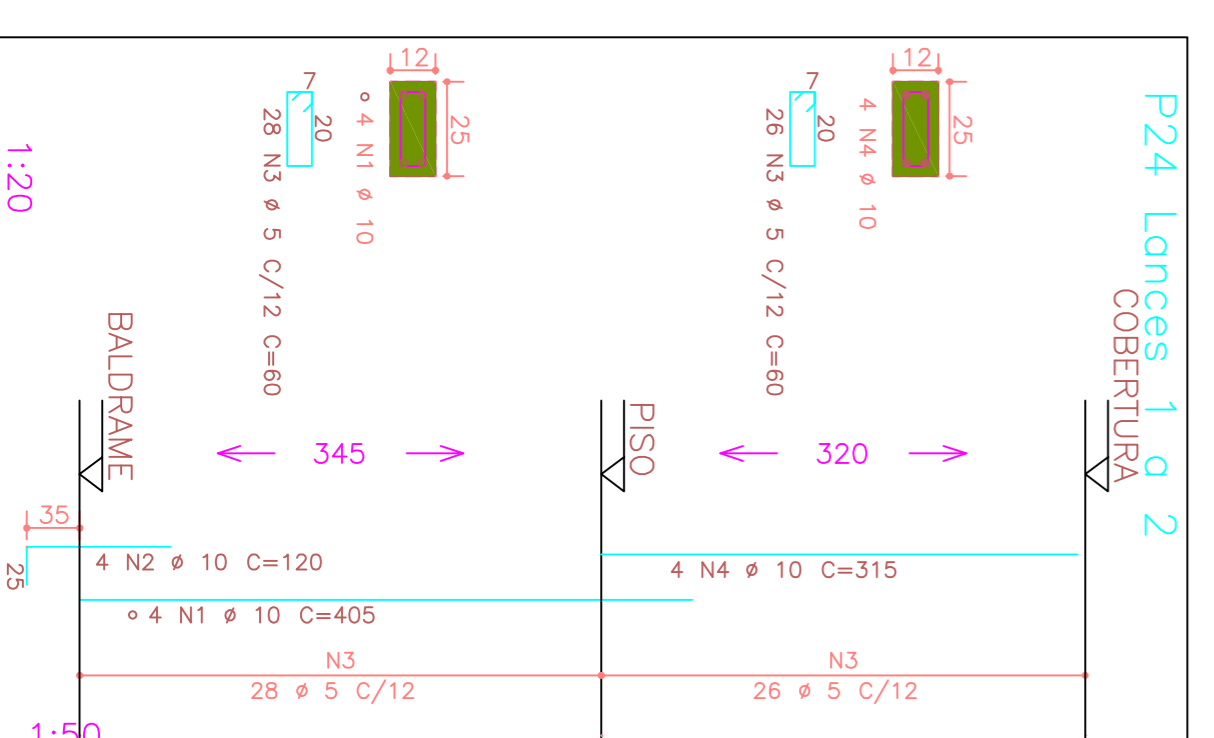 P24 Lances 1 a 2
COBERTURA
12
25
4 N4 ø 10
7
20
26 N3 ø 5 C/12 C=60
320
PISO
4 N4 ø 10 C=315
N3
26 ø 5 C/12
12
25
4 N1 ø 10
7
20
28 N3 ø 5 C/12 C=60
345
BALDRAME
35
25
4 N2 ø 10 C=120
4 N1 ø 10 C=405
N3
28 ø 5 C/12
1:20
1:50